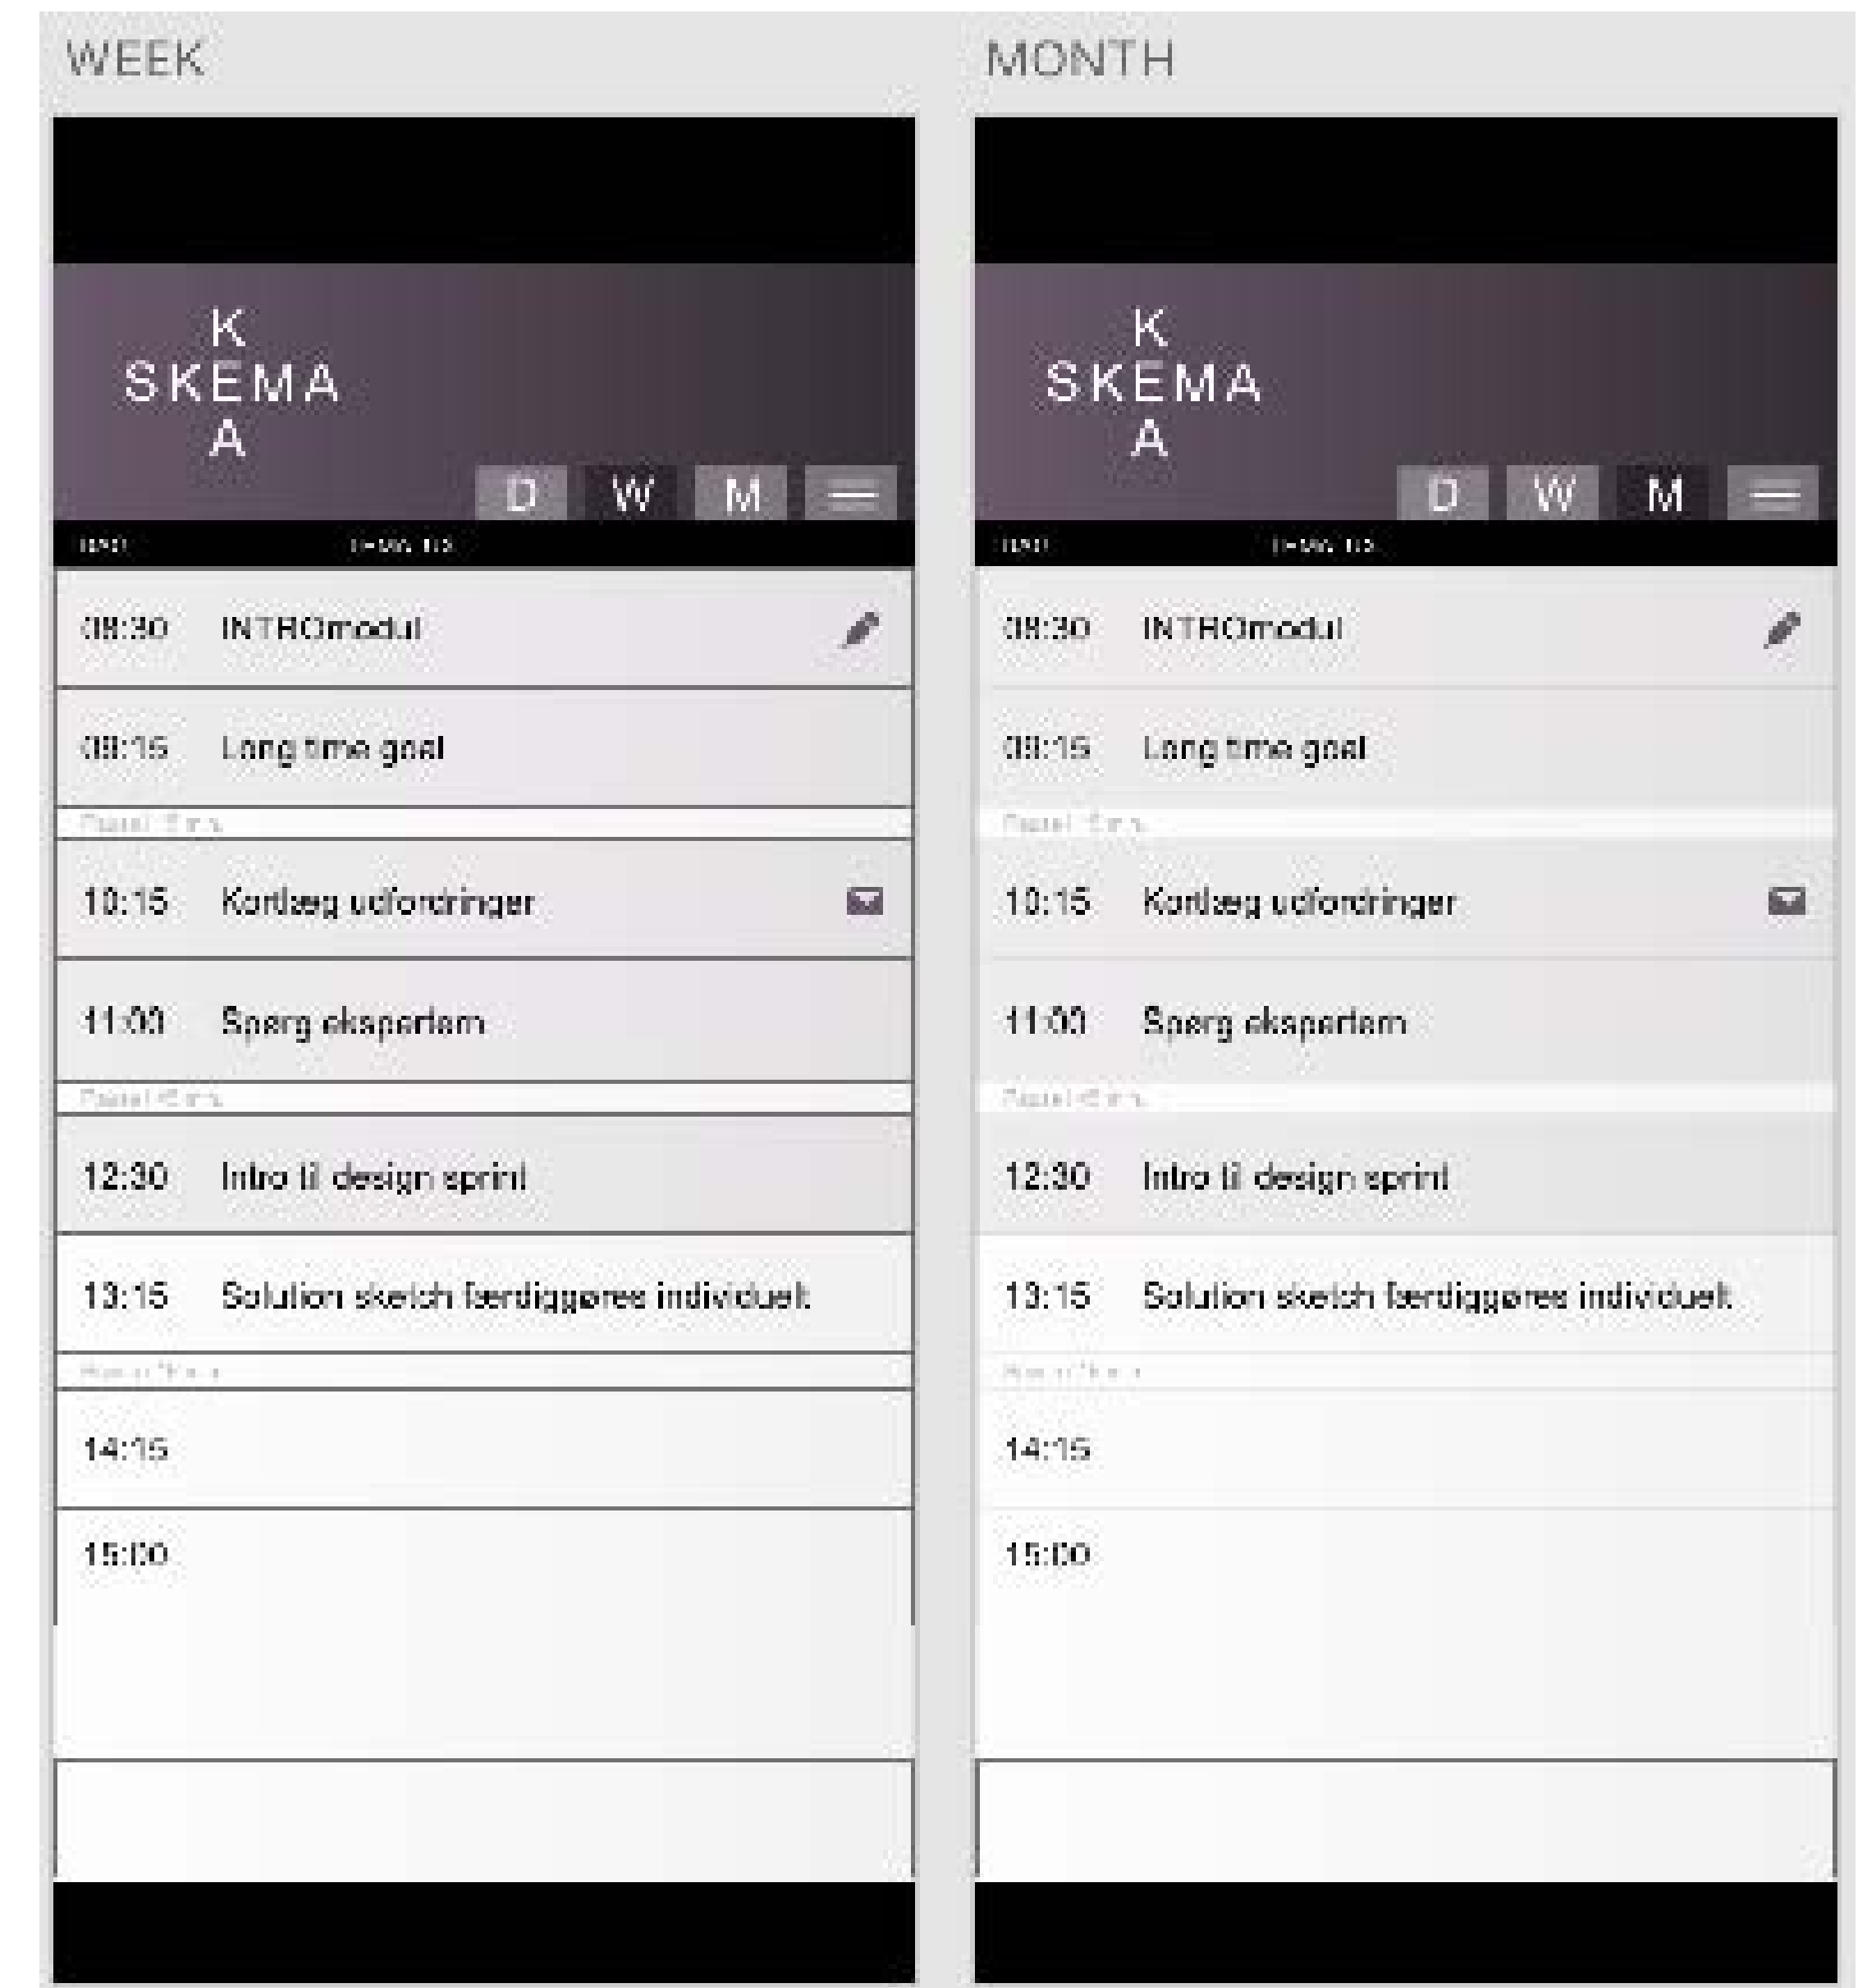 WEEK
K
SKEMA
A
D W M
08:30 INTROmodul
09:15 Long time goal
10:15 Kortlæg udfordringer
11:00 Spørg ekspertern
12:30 Intro til design sprint
13:15 Solution sketch færdiggøres individuelt
14:15
15:00
MONTH
K
SKEMA
A
D W M
08:30 INTROmodul
09:15 Long time goal
10:15 Kortlæg udfordringer
11:00 Spørg ekspertern
12:30 Intro til design sprint
13:15 Solution sketch færdiggøres individuelt
14:15
15:00